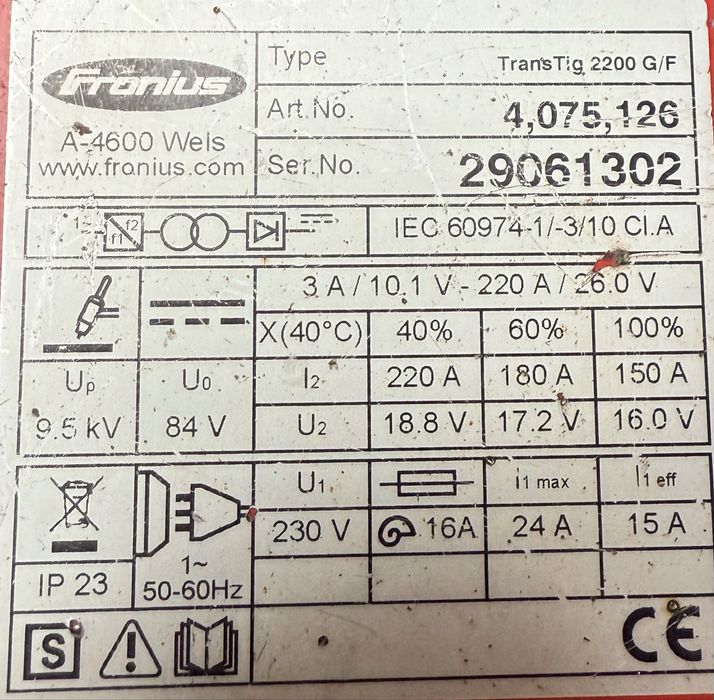 Fronius
A-4600 Wels
www.fronius.com
Type TransTig 2200 G/F
Art.No. 4,075,126
Ser.No. 29061302
1~ f1 f2 IEC 60974-1/-3/10 Cl.A
3 A / 10.1 V - 220 A / 26.0 V
X(40°C) 40% 60% 100%
Up U0 I2 220 A 180 A 150 A
9.5 kV 84 V U2 18.8 V 17.2 V 16.0 V
U1 I1 max I1 eff
230 V 16A 24 A 15 A
IP 23 1~
50-60Hz
S CE